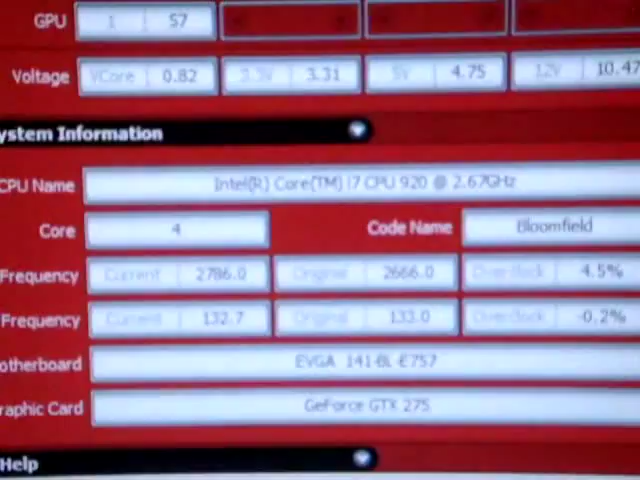 GPU 1 57
Voltage VCore 0.82 3.3V 3.31 5V 4.75 12V 10.47
ystem Information
CPU Name Intel(R) Core(TM) i7 CPU 920 @ 2.67GHz
Core 4 Code Name Bloomfield
Frequency Current 2786.0 Original 2666.0 Overclock 4.5%
Frequency Current 132.7 Original 133.0 Overclock -0.2%
otherboard EVGA 141-BL-E757
raphic Card GeForce GTX 275
Help